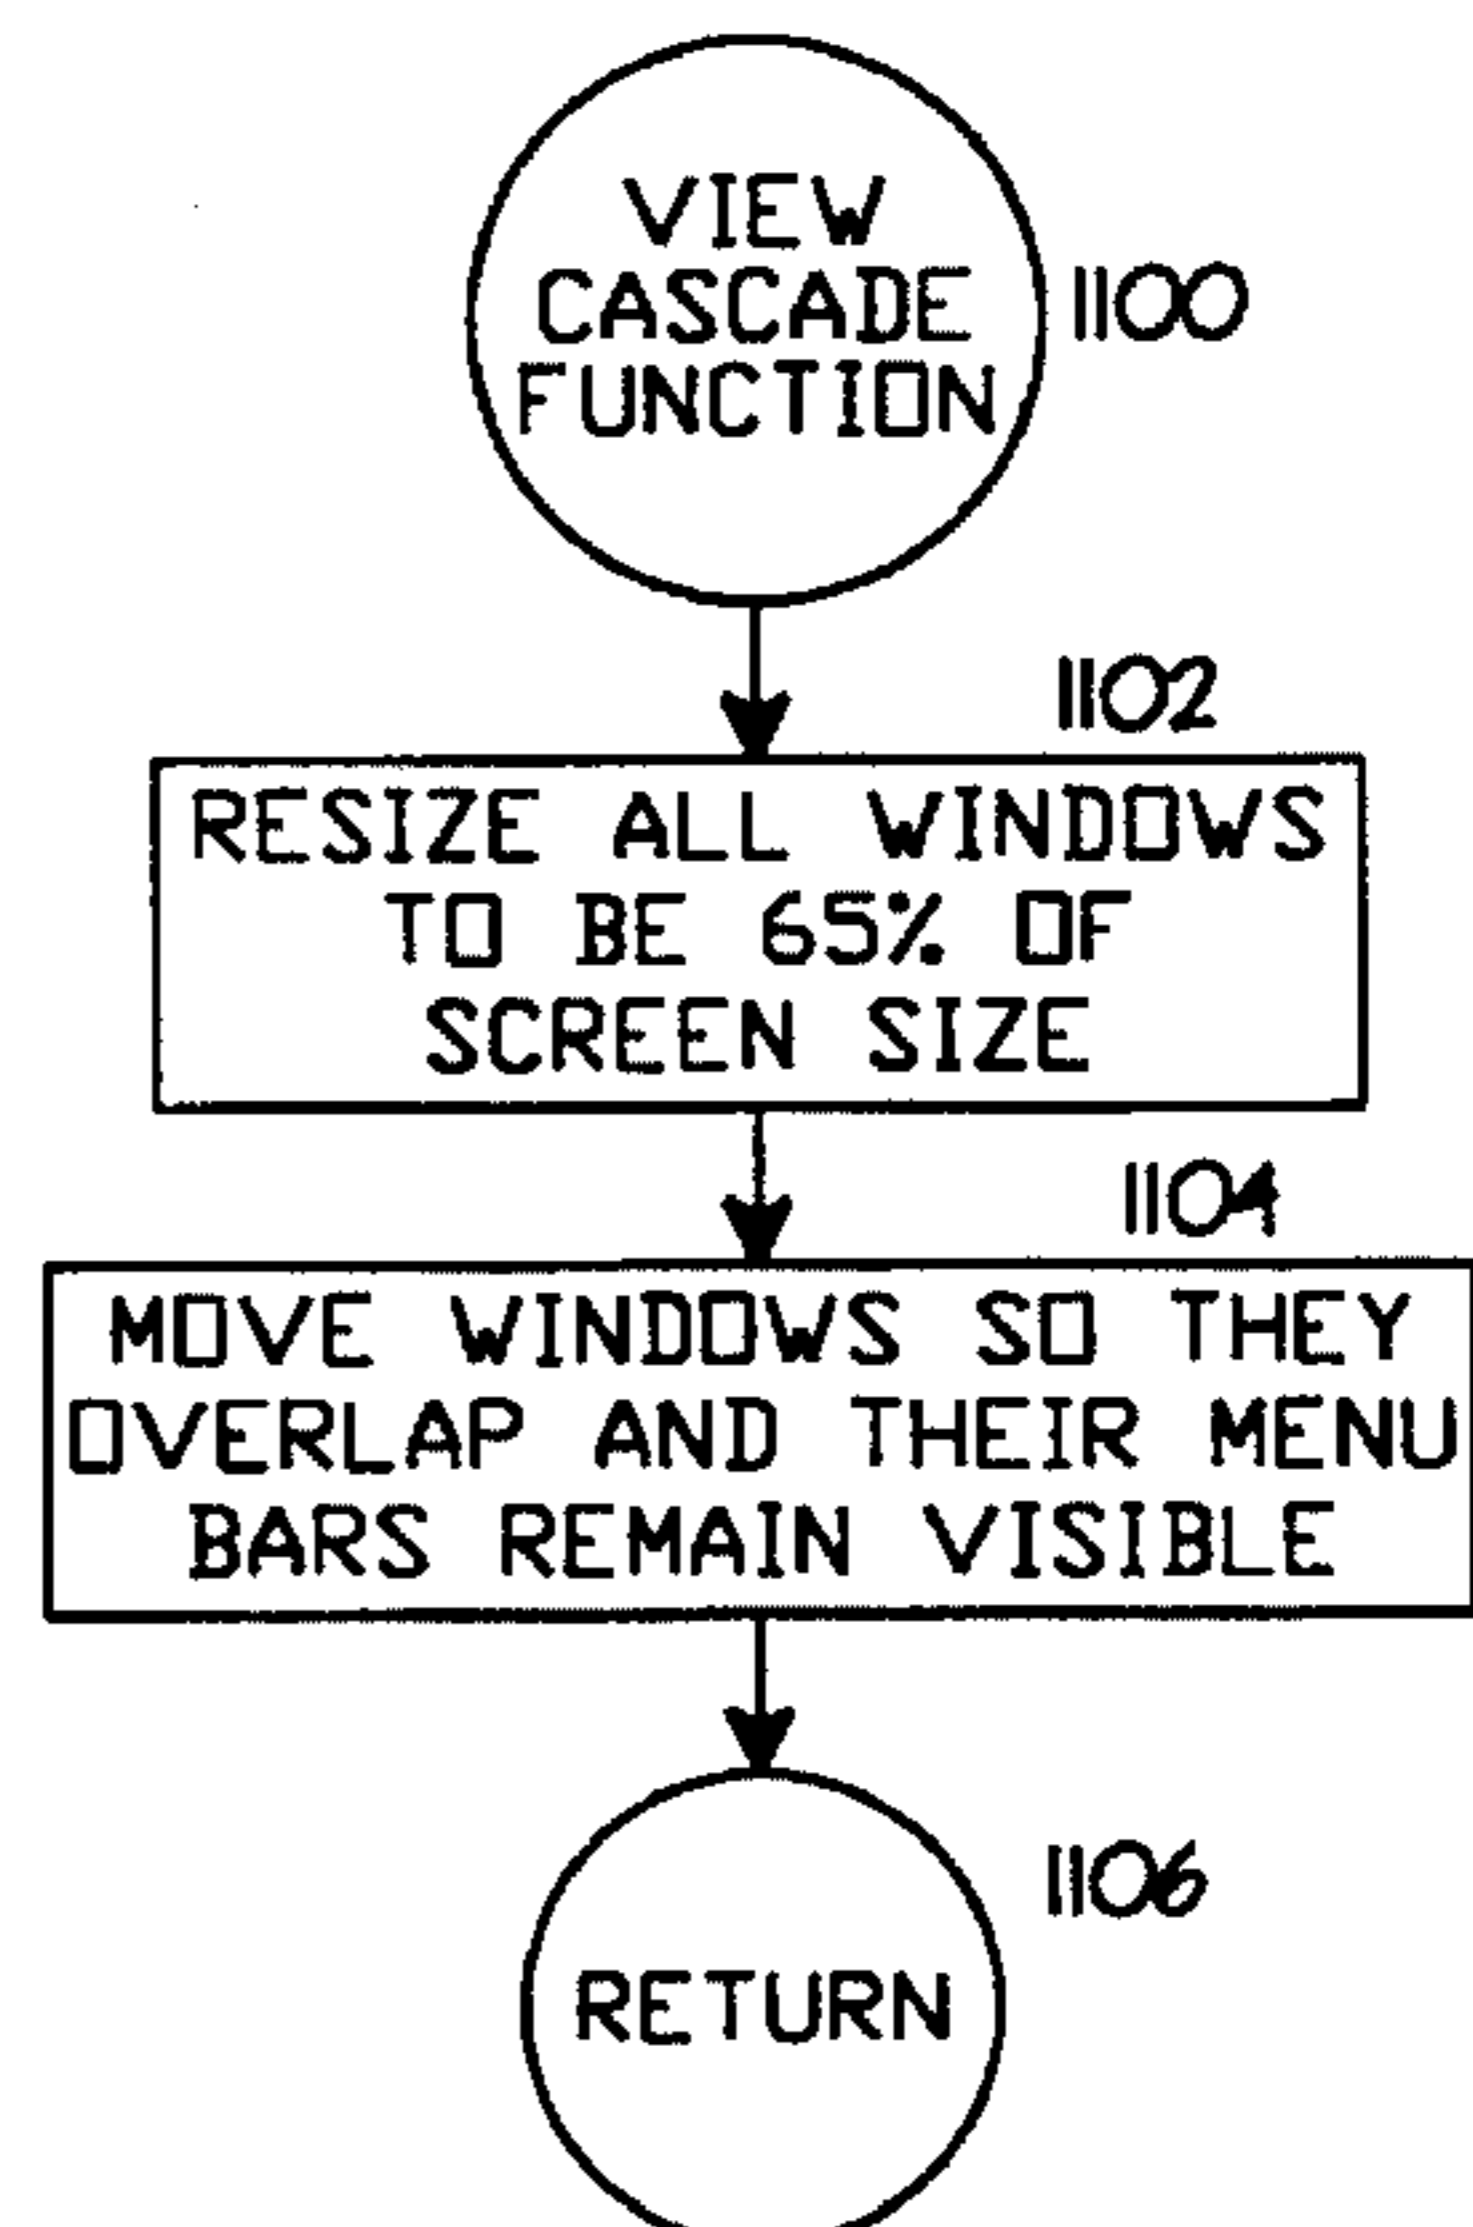 VIEW
CASCADE
FUNCTION
1100
1102
RESIZE ALL WINDOWS
TO BE 65% OF
SCREEN SIZE
1104
MOVE WINDOWS SO THEY
OVERLAP AND THEIR MENU
BARS REMAIN VISIBLE
1106
RETURN